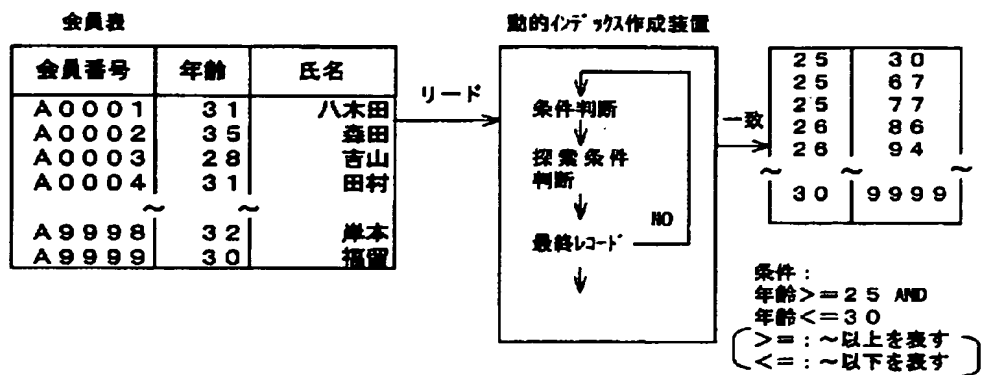 会員表
会員番号 年齢 氏名
A0001 31 八木田
A0002 35 森田
A0003 28 吉山
A0004 31 田村
～ ～
A9998 32 岸本
A9999 30 福留
リード
動的インデックス作成装置
条件判断
探索条件
判断
最終レコード
NO
一致
25 30
25 67
25 77
26 86
26 94
～ ～ ～
30 9999
条件：
年齢＞＝25 AND
年齢＜＝30
＞＝：～以上を表す
＜＝：～以下を表す